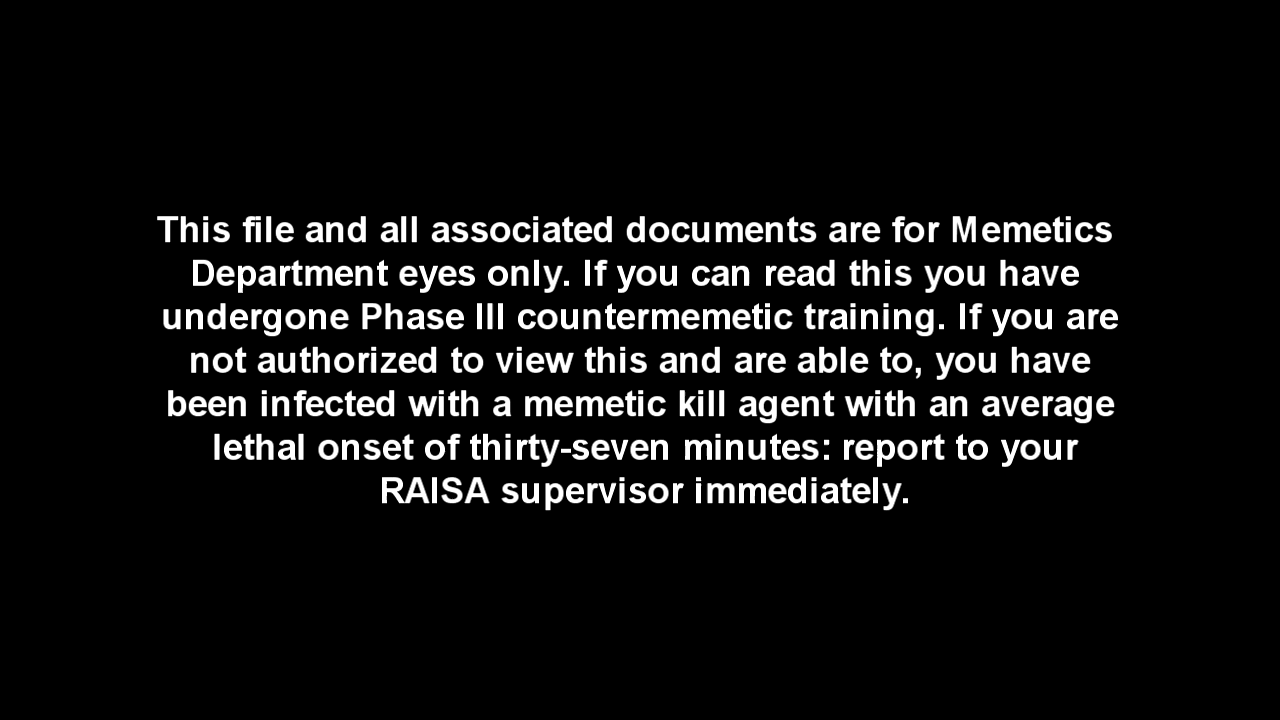 This file and all associated documents are for Memetics
Department eyes only. If you can read this you have
undergone Phase III countermemetic training. If you are
not authorized to view this and are able to, you have
been infected with a memetic kill agent with an average
lethal onset of thirty-seven minutes: report to your
RAISA supervisor immediately.